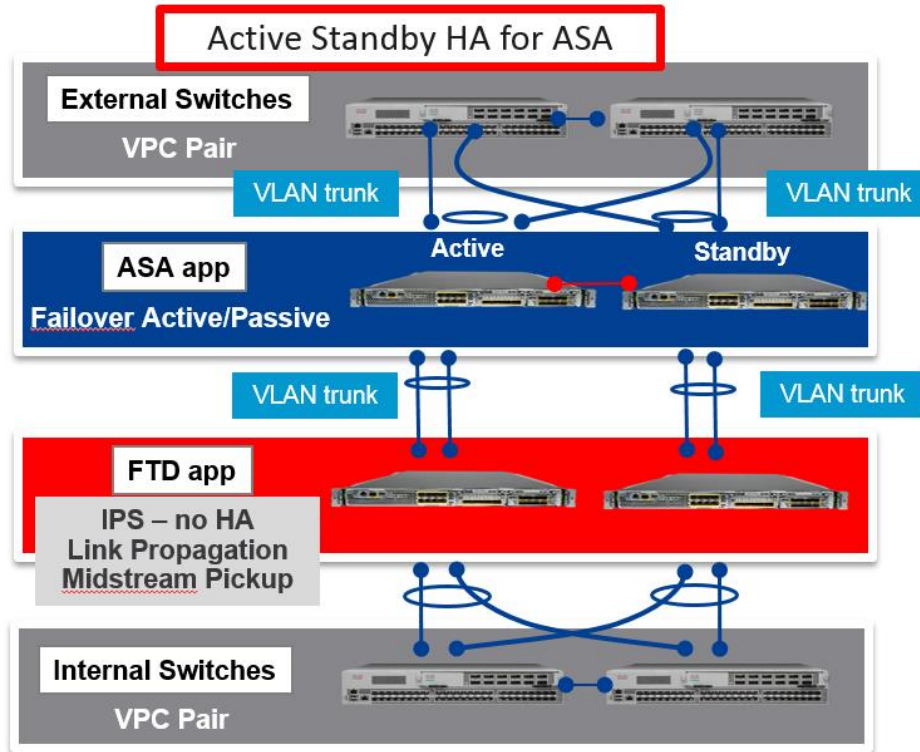 Active Standby HA for ASA
External Switches
VPC Pair
VLAN trunk
VLAN trunk
ASA app
Failover Active/Passive
Active
Standby
VLAN trunk
VLAN trunk
FTD app
IPS – no HA
Link Propagation
Midstream Pickup
Internal Switches
VPC Pair